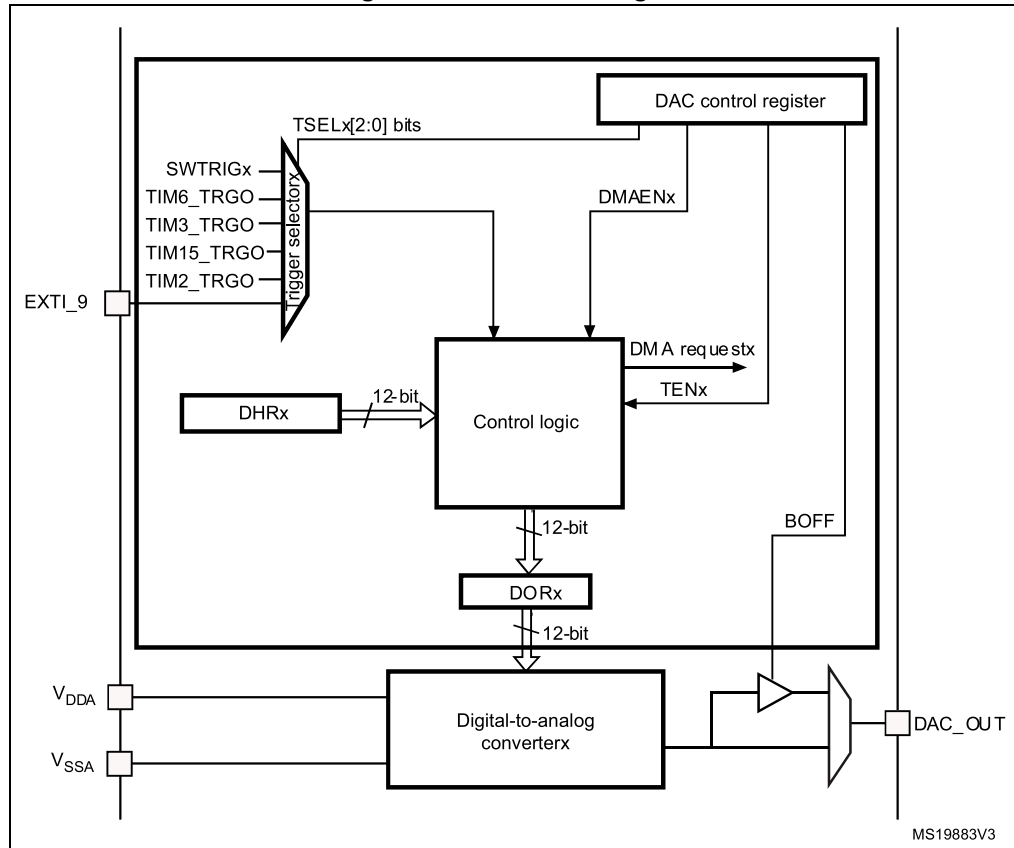 DAC control register
TSELx[2:0] bits
SWTRIGx
TIM6_TRGO
TIM3_TRGO
TIM15_TRGO
TIM2_TRGO
Trigger selectorx
DMAENx
EXTI_9
DMA requestx
TENx
DHRx
12-bit
Control logic
12-bit
BOFF
DORx
12-bit
VDDA
Digital-to-analog
converterx
DAC_OUT
VSSA
MS19883V3